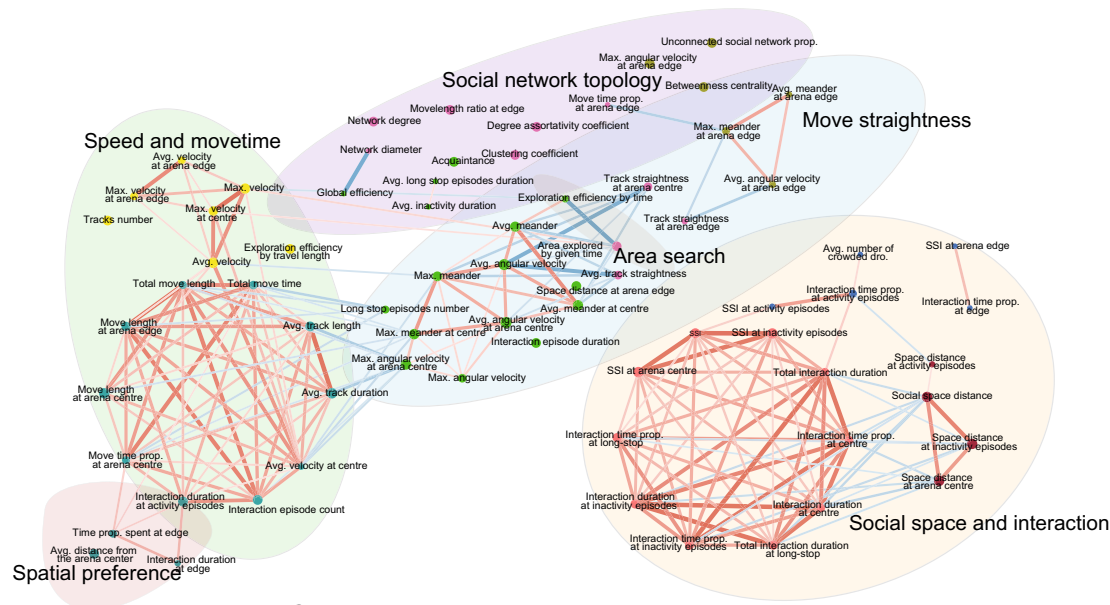 Unconnected social network prop.
Max. angular velocity
at arena edge
Social network topology
Betweenness centrality
Avg. meander
at arena edge
Movelength ratio at edge
Move time prop.
at arena edge
Network degree
Degree assortativity coefficient
Max. meander
at arena edge
Move straightness
Speed and movetime
Network diameter
Clustering coefficient
Acquaintance
Avg. velocity
at arena edge
Avg. long stop episodes duration
Track straightness
at arena centre
Avg. angular velocity
at arena edge
Max. velocity
at arena edge
Max. velocity
Global efficiency
Exploration efficiency by time
Avg. inactivity duration
Max. velocity
at centre
Tracks number
Avg. meander
Track straightness
at arena edge
Exploration efficiency
by travel length
Area explored
by given time
Area search
Avg. number of
crowded dro.
SSI at arena edge
Avg. velocity
Avg. angular velocity
Max. meander
Avg. track straightness
Total move length
Total move time
Space distance at arena edge
Interaction time prop.
at activity episodes
Long stop episodes number
Avg. meander at centre
SSI at activity episodes
Interaction time prop.
at edge
Move length
at arena edge
Avg. track length
Max. meander at centre
Avg. angular velocity
at arena centre
Interaction episode duration
ssi
SSI at inactivity episodes
Max. angular velocity
at arena centre
Max. angular velocity
Space distance
at activity episodes
SSI at arena centre
Total interaction duration
Move length
at arena centre
Avg. track duration
Social space distance
Interaction time prop.
at long-stop
Interaction time prop.
at centre
Space distance
at inactivity episodes
Move time prop.
at arena centre
Avg. velocity at centre
Space distance
at arena centre
Interaction duration
at activity episodes
Interaction episode count
Interaction duration
at inactivity episodes
Interaction duration
at centre
Social space and interaction
Time prop. spent at edge
Interaction time prop.
at inactivity episodes
Total interaction duration
at long-stop
Avg. distance from
the arena center
Interaction duration
at edge
Spatial preference